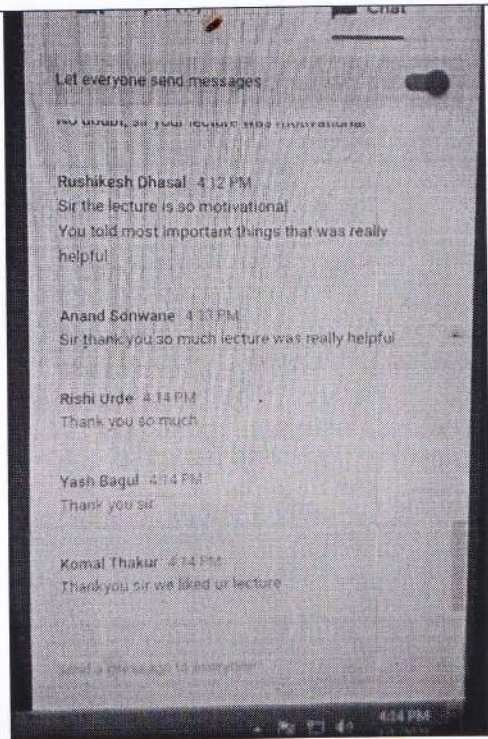 Chat
Let everyone send messages
No doubt, sir your lecture was motivational
Rushikesh Dhasal 4:12 PM
Sir the lecture is so motivational .
You told most important things that was really
helpful
Anand Sonwane 4:13 PM
Sir thank you so much lecture was really helpful
Rishi Urde 4:14 PM
Thank you so much
Yash Bagul 4:14 PM
Thank you sir
Komal Thakur 4:14 PM
Thankyou sir we liked ur lecture
Send a message to everyone
4:14 PM